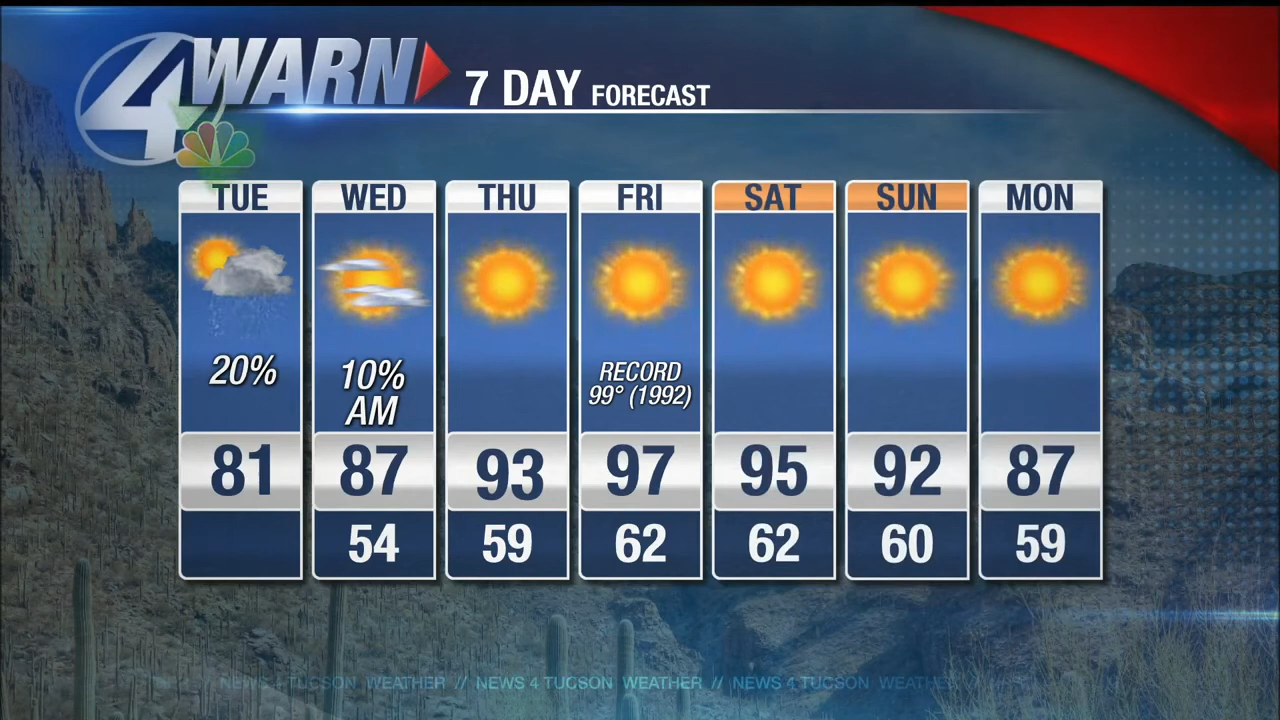 4WARN
7 DAY FORECAST
TUE WED THU FRI SAT SUN MON
20%
10%
AM
RECORD
99° (1992)
81 87 93 97 95 92 87
54 59 62 62 60 59
NEWS 4 TUCSON WEATHER // NEWS 4 TUCSON WEATHER // NEWS 4 TUCSON WEATHE